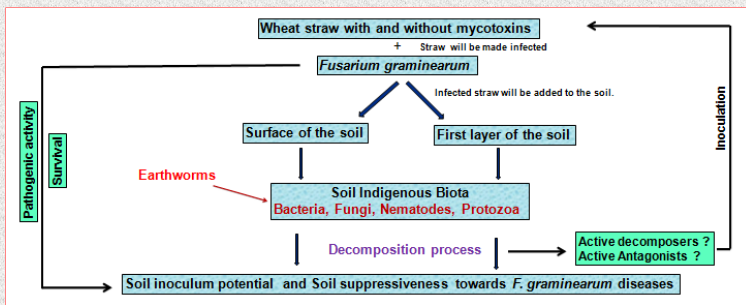 Wheat straw with and without mycotoxins
+ Straw will be made infected
Fusarium graminearum
Infected straw will be added to the soil.
Surface of the soil
First layer of the soil
Pathogenic activity
Survival
Inoculation
Earthworms
Soil Indigenous Biota
Bacteria, Fungi, Nematodes, Protozoa
Decomposition process
Active decomposers ?
Active Antagonists ?
Soil inoculum potential and Soil suppressiveness towards F. graminearum diseases